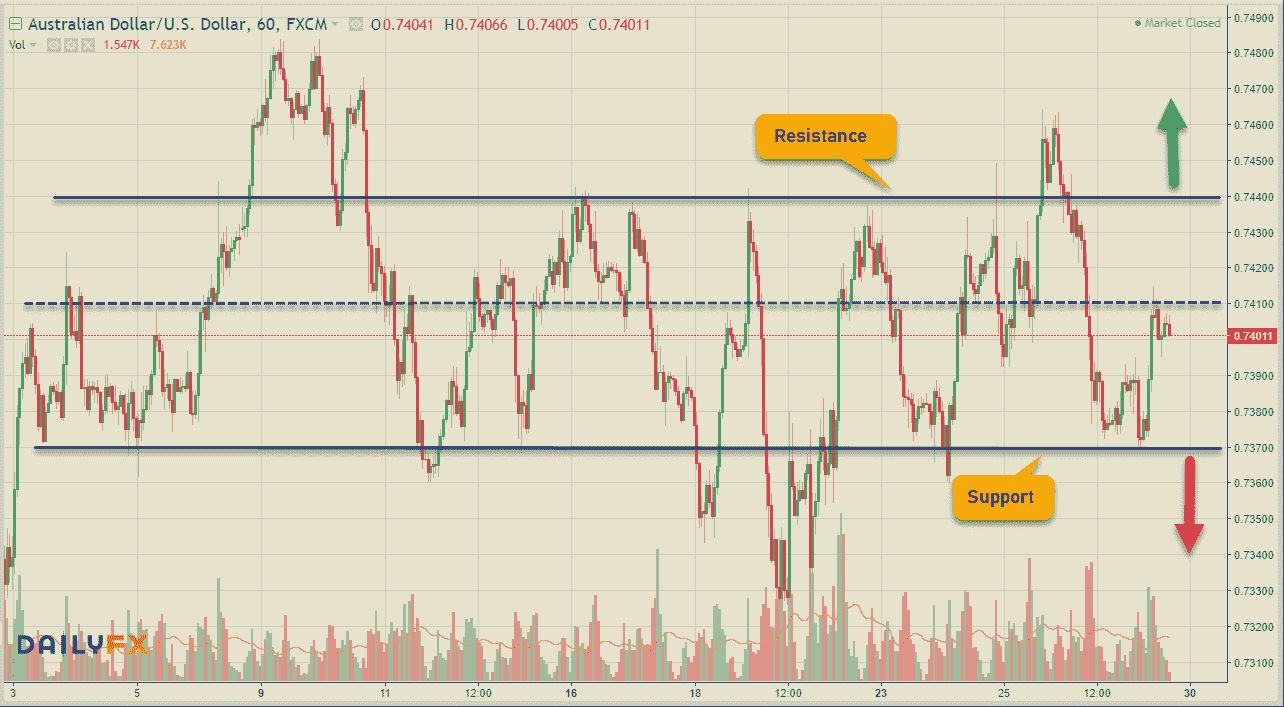 Australian Dollar/U.S. Dollar, 60, FXCM O0.74041 H0.74066 L0.74005 C0.74011
Market Closed
Vol 1.547K 7.623K
0.74900
0.74800
0.74700
0.74600
0.74500
0.74400
0.74300
0.74200
0.74100
0.74011
0.73900
0.73800
0.73700
0.73600
0.73500
0.73400
0.73300
0.73200
0.73100
Resistance
Support
DAILYFX
3 5 9 11 12:00 16 18 12:00 23 25 12:00 30